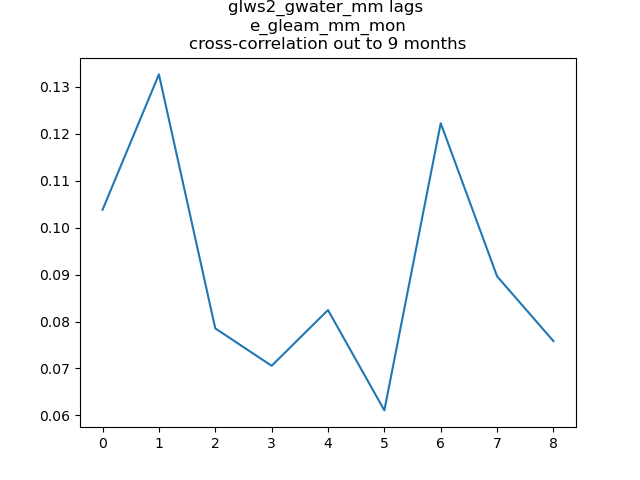 glws2_gwater_mm lags
e_gleam_mm_mon
cross-correlation out to 9 months
0.13
0.12
0.11
0.10
0.09
0.08
0.07
0.06
0 1 2 3 4 5 6 7 8